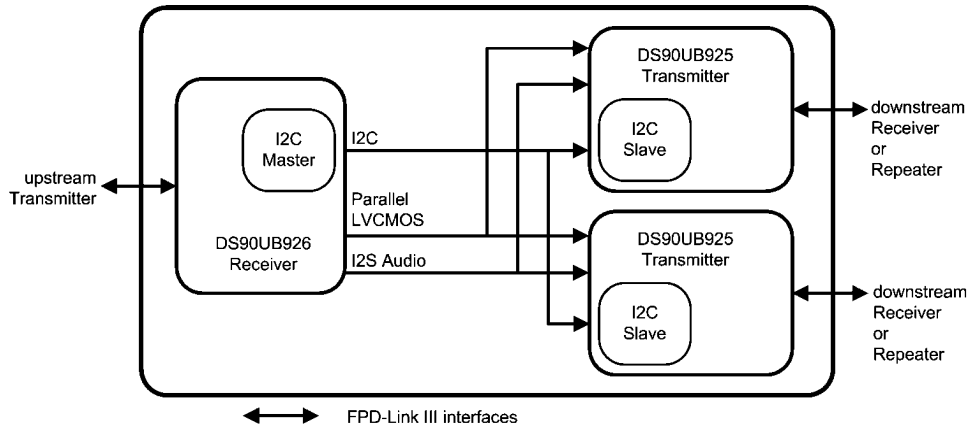 upstream
Transmitter
I2C
Master
DS90UB926
Receiver
I2C
Parallel
LVCMOS
I2S Audio
DS90UB925
Transmitter
I2C
Slave
downstream
Receiver
or
Repeater
DS90UB925
Transmitter
I2C
Slave
downstream
Receiver
or
Repeater
FPD-Link III interfaces